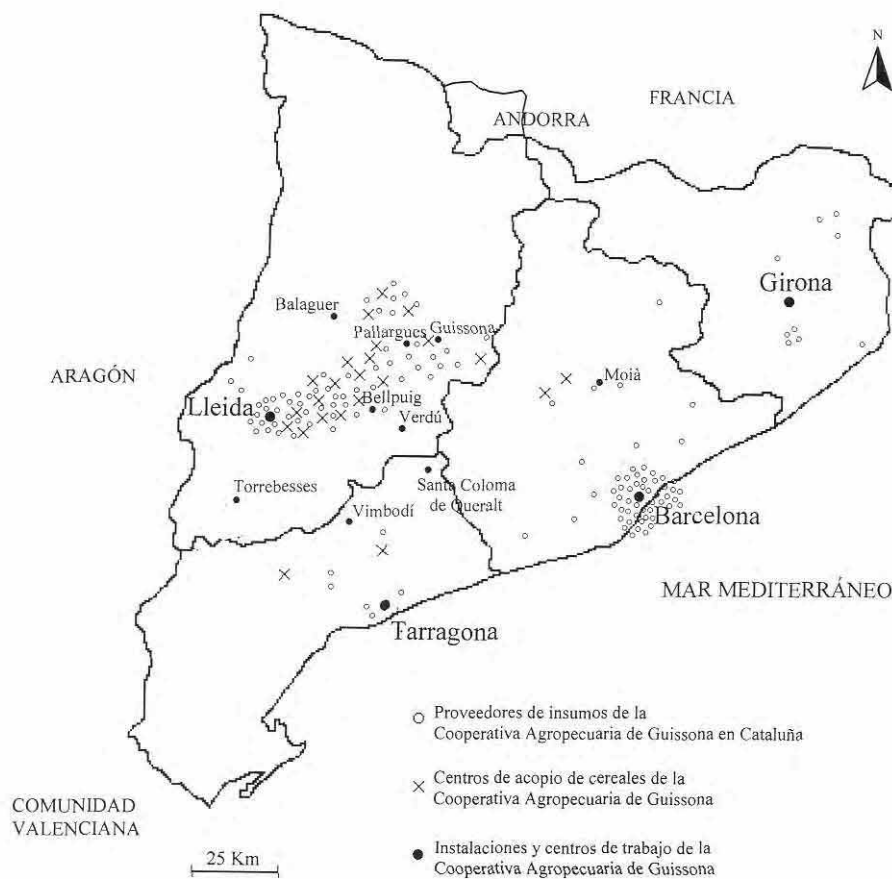 N
FRANCIA
ANDORRA
Girona
Balaguer
Pallargues
Guissona
ARAGÓN
Moià
Lleida
Bellpuig
Verdú
Torrebesses
Santa Coloma
de Queralt
Vimbodí
Barcelona
MAR MEDITERRÁNEO
Tarragona
Proveedores de insumos de la
Cooperativa Agropecuaria de Guissona en Cataluña
Centros de acopio de cereales de la
Cooperativa Agropecuaria de Guissona
COMUNIDAD
VALENCIANA
Instalaciones y centros de trabajo de la
Cooperativa Agropecuaria de Guissona
25 Km